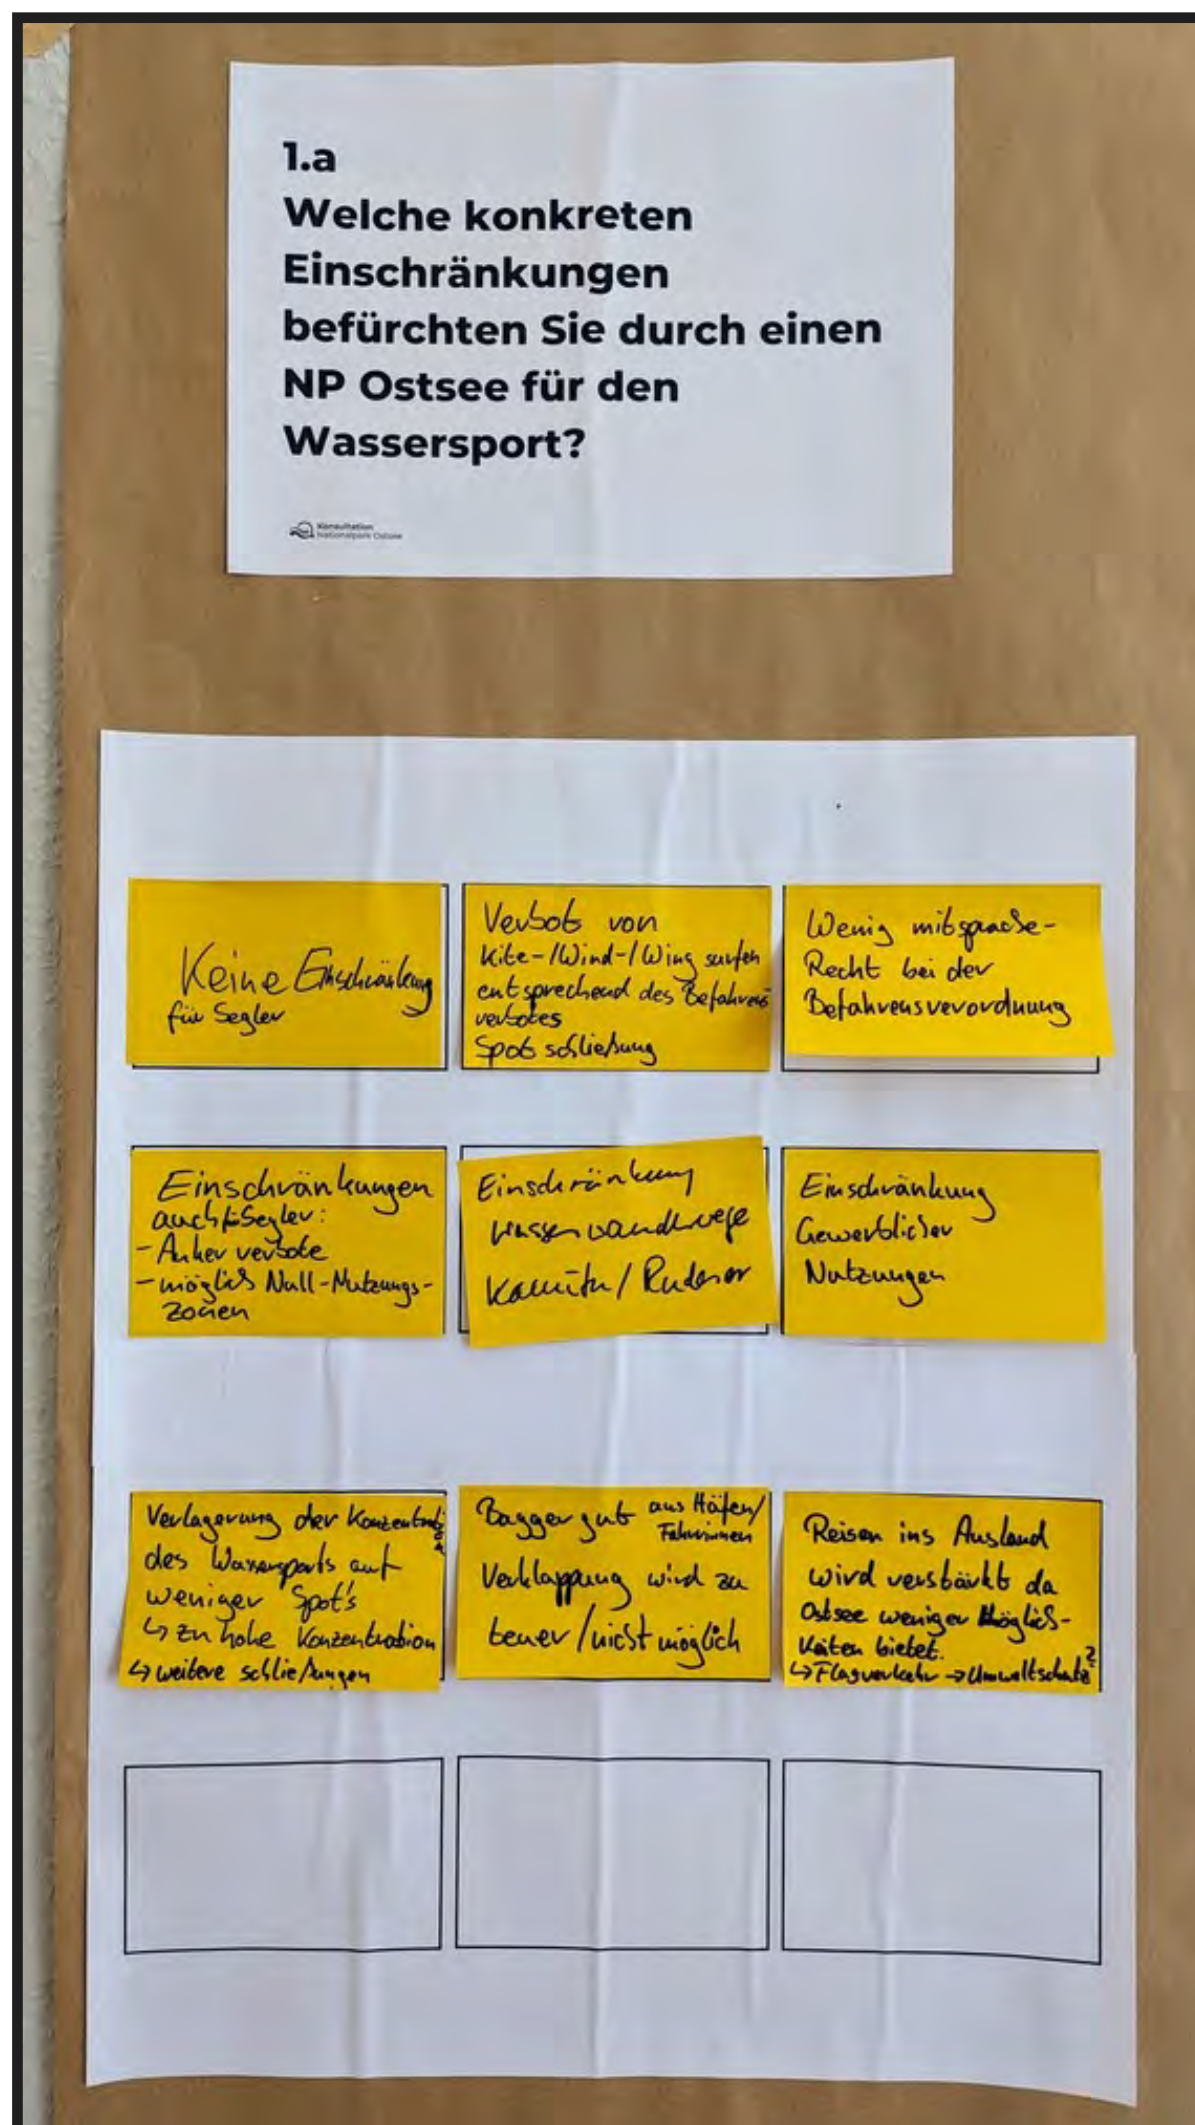 1.a
Welche konkreten
Einschränkungen
befürchten Sie durch einen
NP Ostsee für den
Wassersport?
Konsultation
Nationalpark Ostsee
Keine Einschränkung
für Segler
Verbot von
Kite-/Wind-/Wing surfen
entsprechend des Befahrens
verbotes
Spot schließung
Wenig mitsprache-
Recht bei der
Befahrensverordnung
Einschränkungen
auch für Segler:
- Anker verbote
- möglich Null-Nutzungs-
zonen
Einschränkung
Wasserwanderwege
Kanuten / Ruderer
Einschränkung
Gewerblicher
Nutzungen
Verlagerung der Konzentration
des Wassersports auf
weniger Spot's
↳ zu hohe Konzentration
↳ weitere schließungen
Baggergut aus Häfen/
Fahrrinnen
Verklappung wird zu
teuer / nicht möglich
Reisen ins Ausland
wird verstärkt da
Ostsee weniger Möglich-
keiten bietet.
↳ Flugverkehr → Umweltschutz?